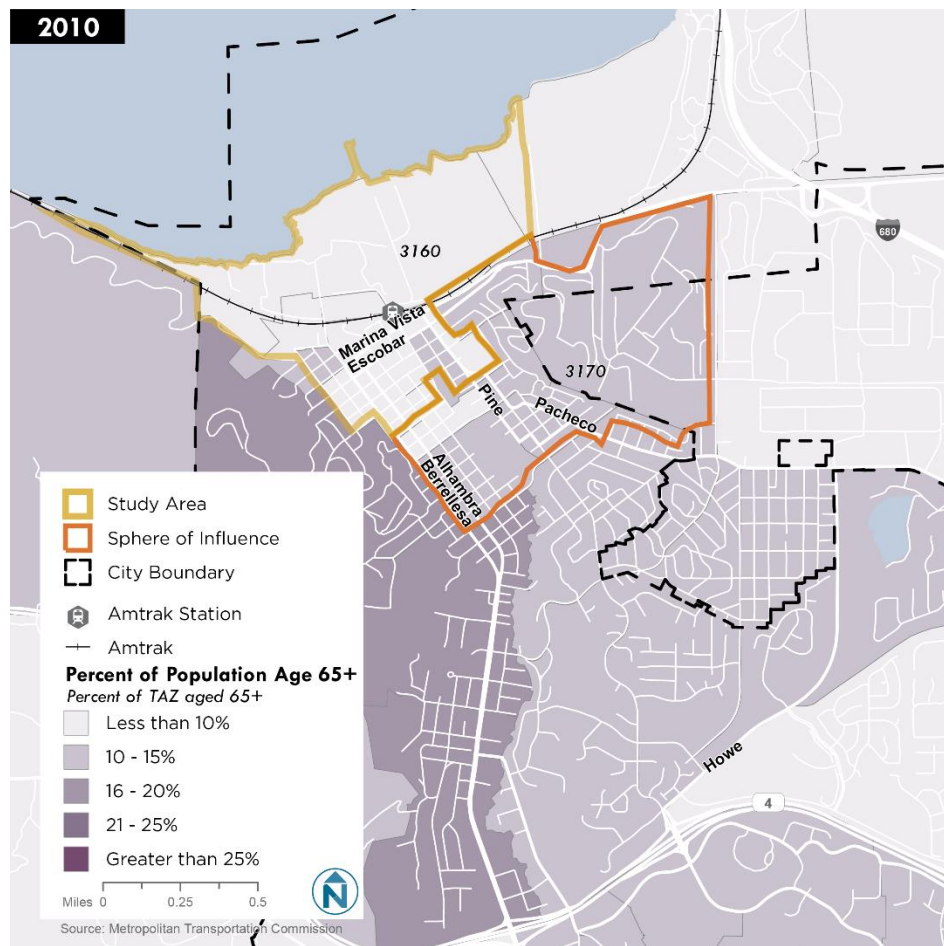 2010
680
3160
Marina Vista
Escobar
3170
Pine
Pacheco
Alhambra
Berrellesa
Study Area
Sphere of Influence
City Boundary
Amtrak Station
Amtrak
Percent of Population Age 65+
Percent of TAZ aged 65+
Less than 10%
10 - 15%
16 - 20%
21 - 25%
Greater than 25%
Howe
4
N
Miles 0 0.25 0.5
Source: Metropolitan Transportation Commission